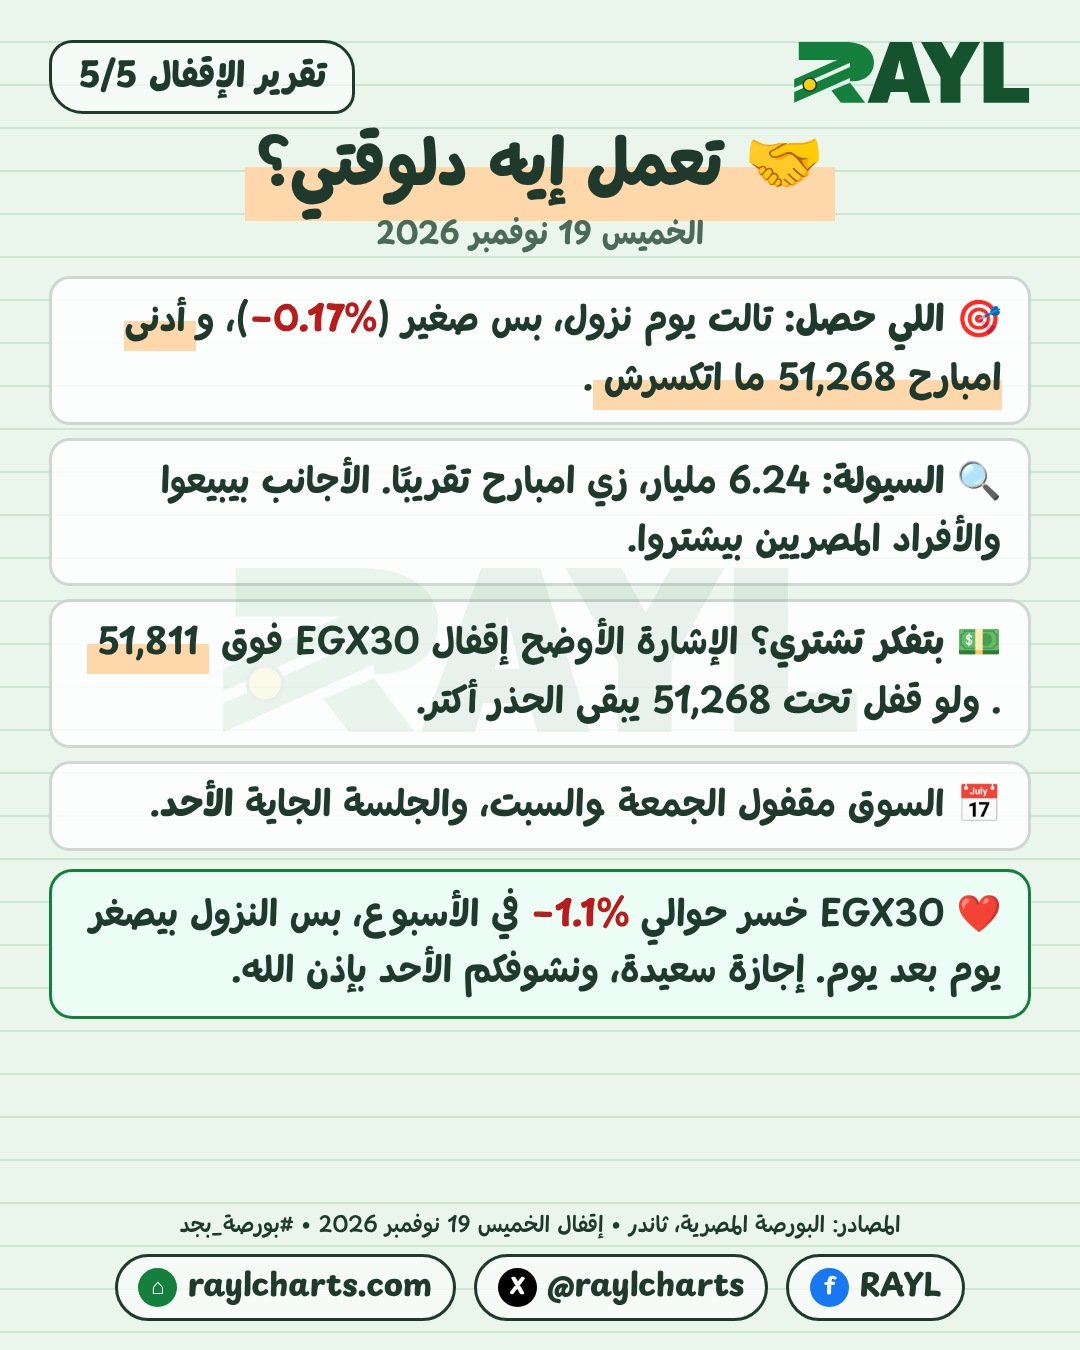 RAYL
تقرير الإقفال 5/5
🤝 تعمل إيه دلوقتي؟
الخميس 19 نوفمبر 2026
🎯 اللي حصل: تالت يوم نزول، بس صغير (−0.17%)، و أدنى
امبارح 51,268 ما اتكسرش .
🔍 السيولة: 6.24 مليار، زي امبارح تقريبًا. الأجانب بيبيعوا
والأفراد المصريين بيشتروا.
💵 بتفكر تشتري؟ الإشارة الأوضح إقفال EGX30 فوق 51,811
. ولو قفل تحت 51,268 يبقى الحذر أكتر.
📅 السوق مقفول الجمعة والسبت، والجلسة الجاية الأحد.
❤️ EGX30 خسر حوالي −1.1% في الأسبوع، بس النزول بيصغر
يوم بعد يوم. إجازة سعيدة، ونشوفكم الأحد بإذن الله.
RAYL
المصادر: البورصة المصرية، ثاندر • إقفال الخميس 19 نوفمبر 2026 • #بورصة_بجد
RAYL
@raylcharts
raylcharts.com